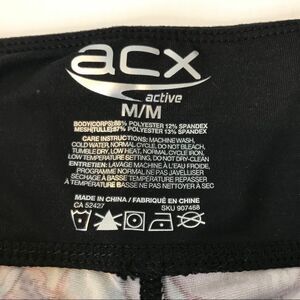 acx
active
M/M
BODY(CORPS):88% POLYESTER 12% SPANDEX
MESH(TULLE):87% POLYESTER 13% SPANDEX
CARE INSTRUCTIONS: MACHINE WASH,
COLD WATER, NORMAL CYCLE, DO NOT BLEACH,
TUMBLE DRY, LOW HEAT, NORMAL CYCLE, IRON,
LOW TEMPERATURE SETTING, DO NOT DRY-CLEAN
ENTRETIEN: LAVAGE MACHINE À L'EAU FROIDE,
PROGRAMME NORMAL NE PAS JAVELLISER
SÉCHAGE À BASSE TEMPÉRATURE REPASSER
À TEMPÉRATURE BASSE NE PAS NETTOYER À SEC
MADE IN CHINA / FABRIQUÉ EN CHINE
CA 52427
SKU 907458